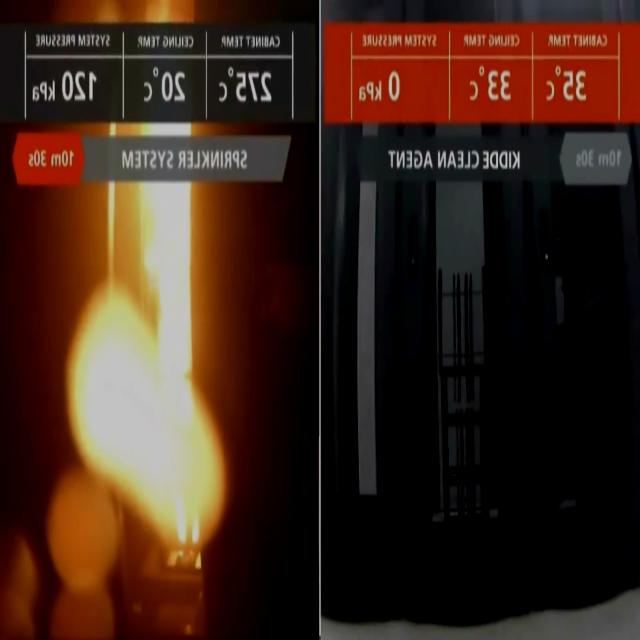 CABINET TEMP. CEILING TEMP. SYSTEM PRESSURE
275°C 20°C 120 kPa
SPRINKLER SYSTEM 10m 30s
CABINET TEMP. CEILING TEMP. SYSTEM PRESSURE
35°C 33°C 0 kPa
10m 30s KIDDE CLEAN AGENT